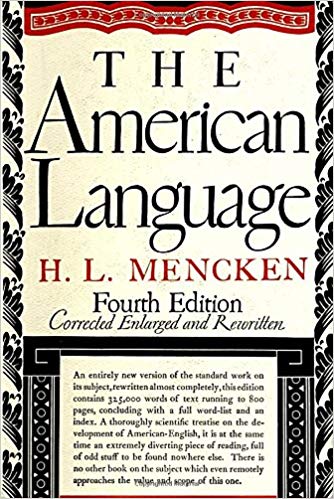 THE
American
Language
H. L. MENCKEN
Fourth Edition
Corrected Enlarged and Rewritten
An entirely new version of the standard work on
its subject, rewritten almost completely, this edition
contains 325,000 words of text running to 800
pages, concluding with a full word-list and an
index. A thoroughly scientific treatise on the de-
velopment of American-English, it is at the same
time an extremely diverting piece of reading, full
of odd stuff to be found nowhere else. There is
no other book on the subject which even remotely
approaches the value and scope of this one.